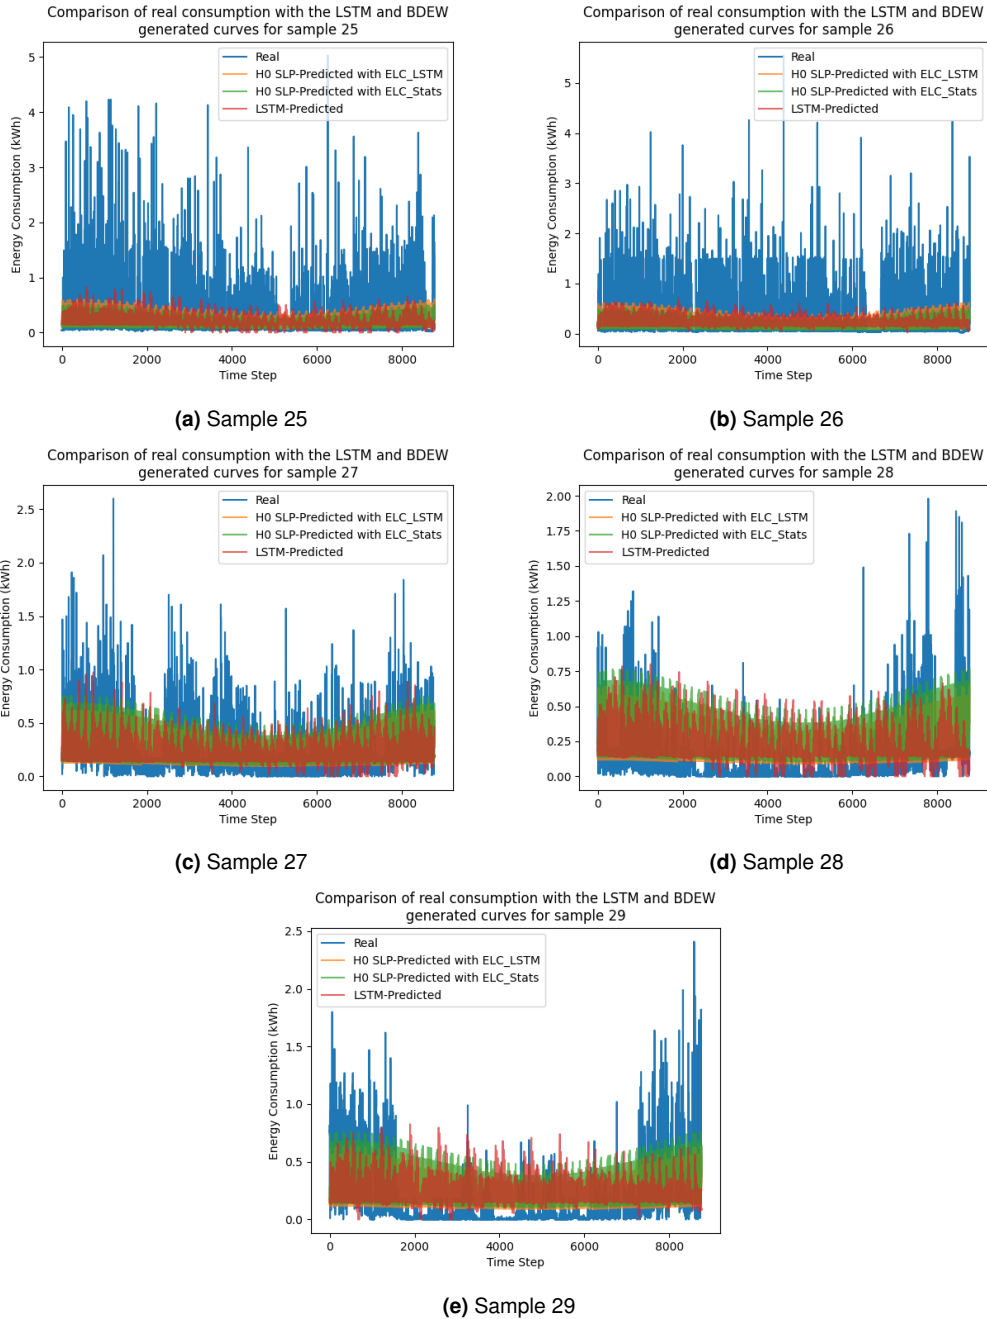 Comparison of real consumption with the LSTM and BDEW
generated curves for sample 25
Real
H0 SLP-Predicted with ELC_LSTM
H0 SLP-Predicted with ELC_Stats
LSTM-Predicted
Energy Consumption (kWh)
5
4
3
2
1
0
0 2000 4000 6000 8000
Time Step
(a) Sample 25
Comparison of real consumption with the LSTM and BDEW
generated curves for sample 26
Real
H0 SLP-Predicted with ELC_LSTM
H0 SLP-Predicted with ELC_Stats
LSTM-Predicted
Energy Consumption (kWh)
5
4
3
2
1
0
0 2000 4000 6000 8000
Time Step
(b) Sample 26
Comparison of real consumption with the LSTM and BDEW
generated curves for sample 27
Real
H0 SLP-Predicted with ELC_LSTM
H0 SLP-Predicted with ELC_Stats
LSTM-Predicted
Energy Consumption (kWh)
2.5
2.0
1.5
1.0
0.5
0.0
0 2000 4000 6000 8000
Time Step
(c) Sample 27
Comparison of real consumption with the LSTM and BDEW
generated curves for sample 28
Real
H0 SLP-Predicted with ELC_LSTM
H0 SLP-Predicted with ELC_Stats
LSTM-Predicted
Energy Consumption (kWh)
2.00
1.75
1.50
1.25
1.00
0.75
0.50
0.25
0.00
0 2000 4000 6000 8000
Time Step
(d) Sample 28
Comparison of real consumption with the LSTM and BDEW
generated curves for sample 29
Real
H0 SLP-Predicted with ELC_LSTM
H0 SLP-Predicted with ELC_Stats
LSTM-Predicted
Energy Consumption (kWh)
2.5
2.0
1.5
1.0
0.5
0.0
0 2000 4000 6000 8000
Time Step
(e) Sample 29